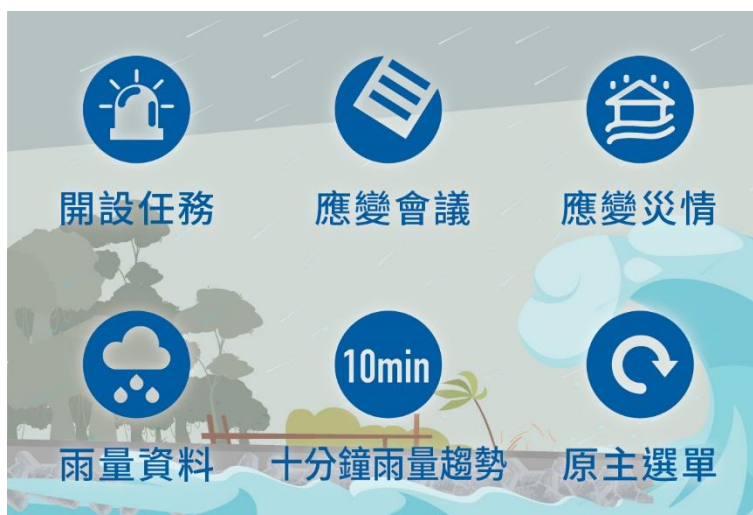 開設任務
應變會議
應變災情
10min
雨量資料
十分鐘雨量趨勢
原主選單